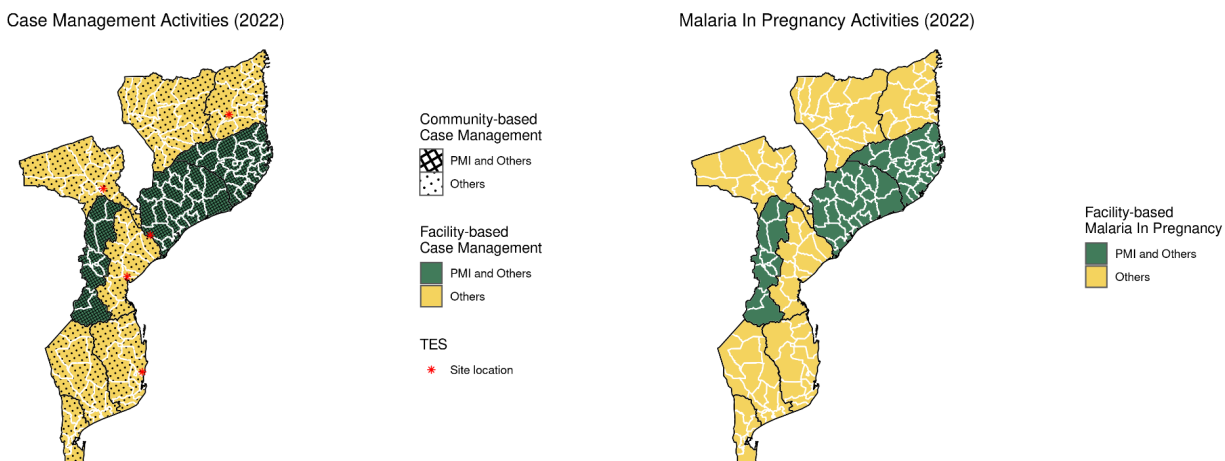 Case Management Activities (2022)
Community-based
Case Management
PMI and Others
Others
Facility-based
Case Management
PMI and Others
Others
TES
Site location
Malaria In Pregnancy Activities (2022)
Facility-based
Malaria In Pregnancy
PMI and Others
Others